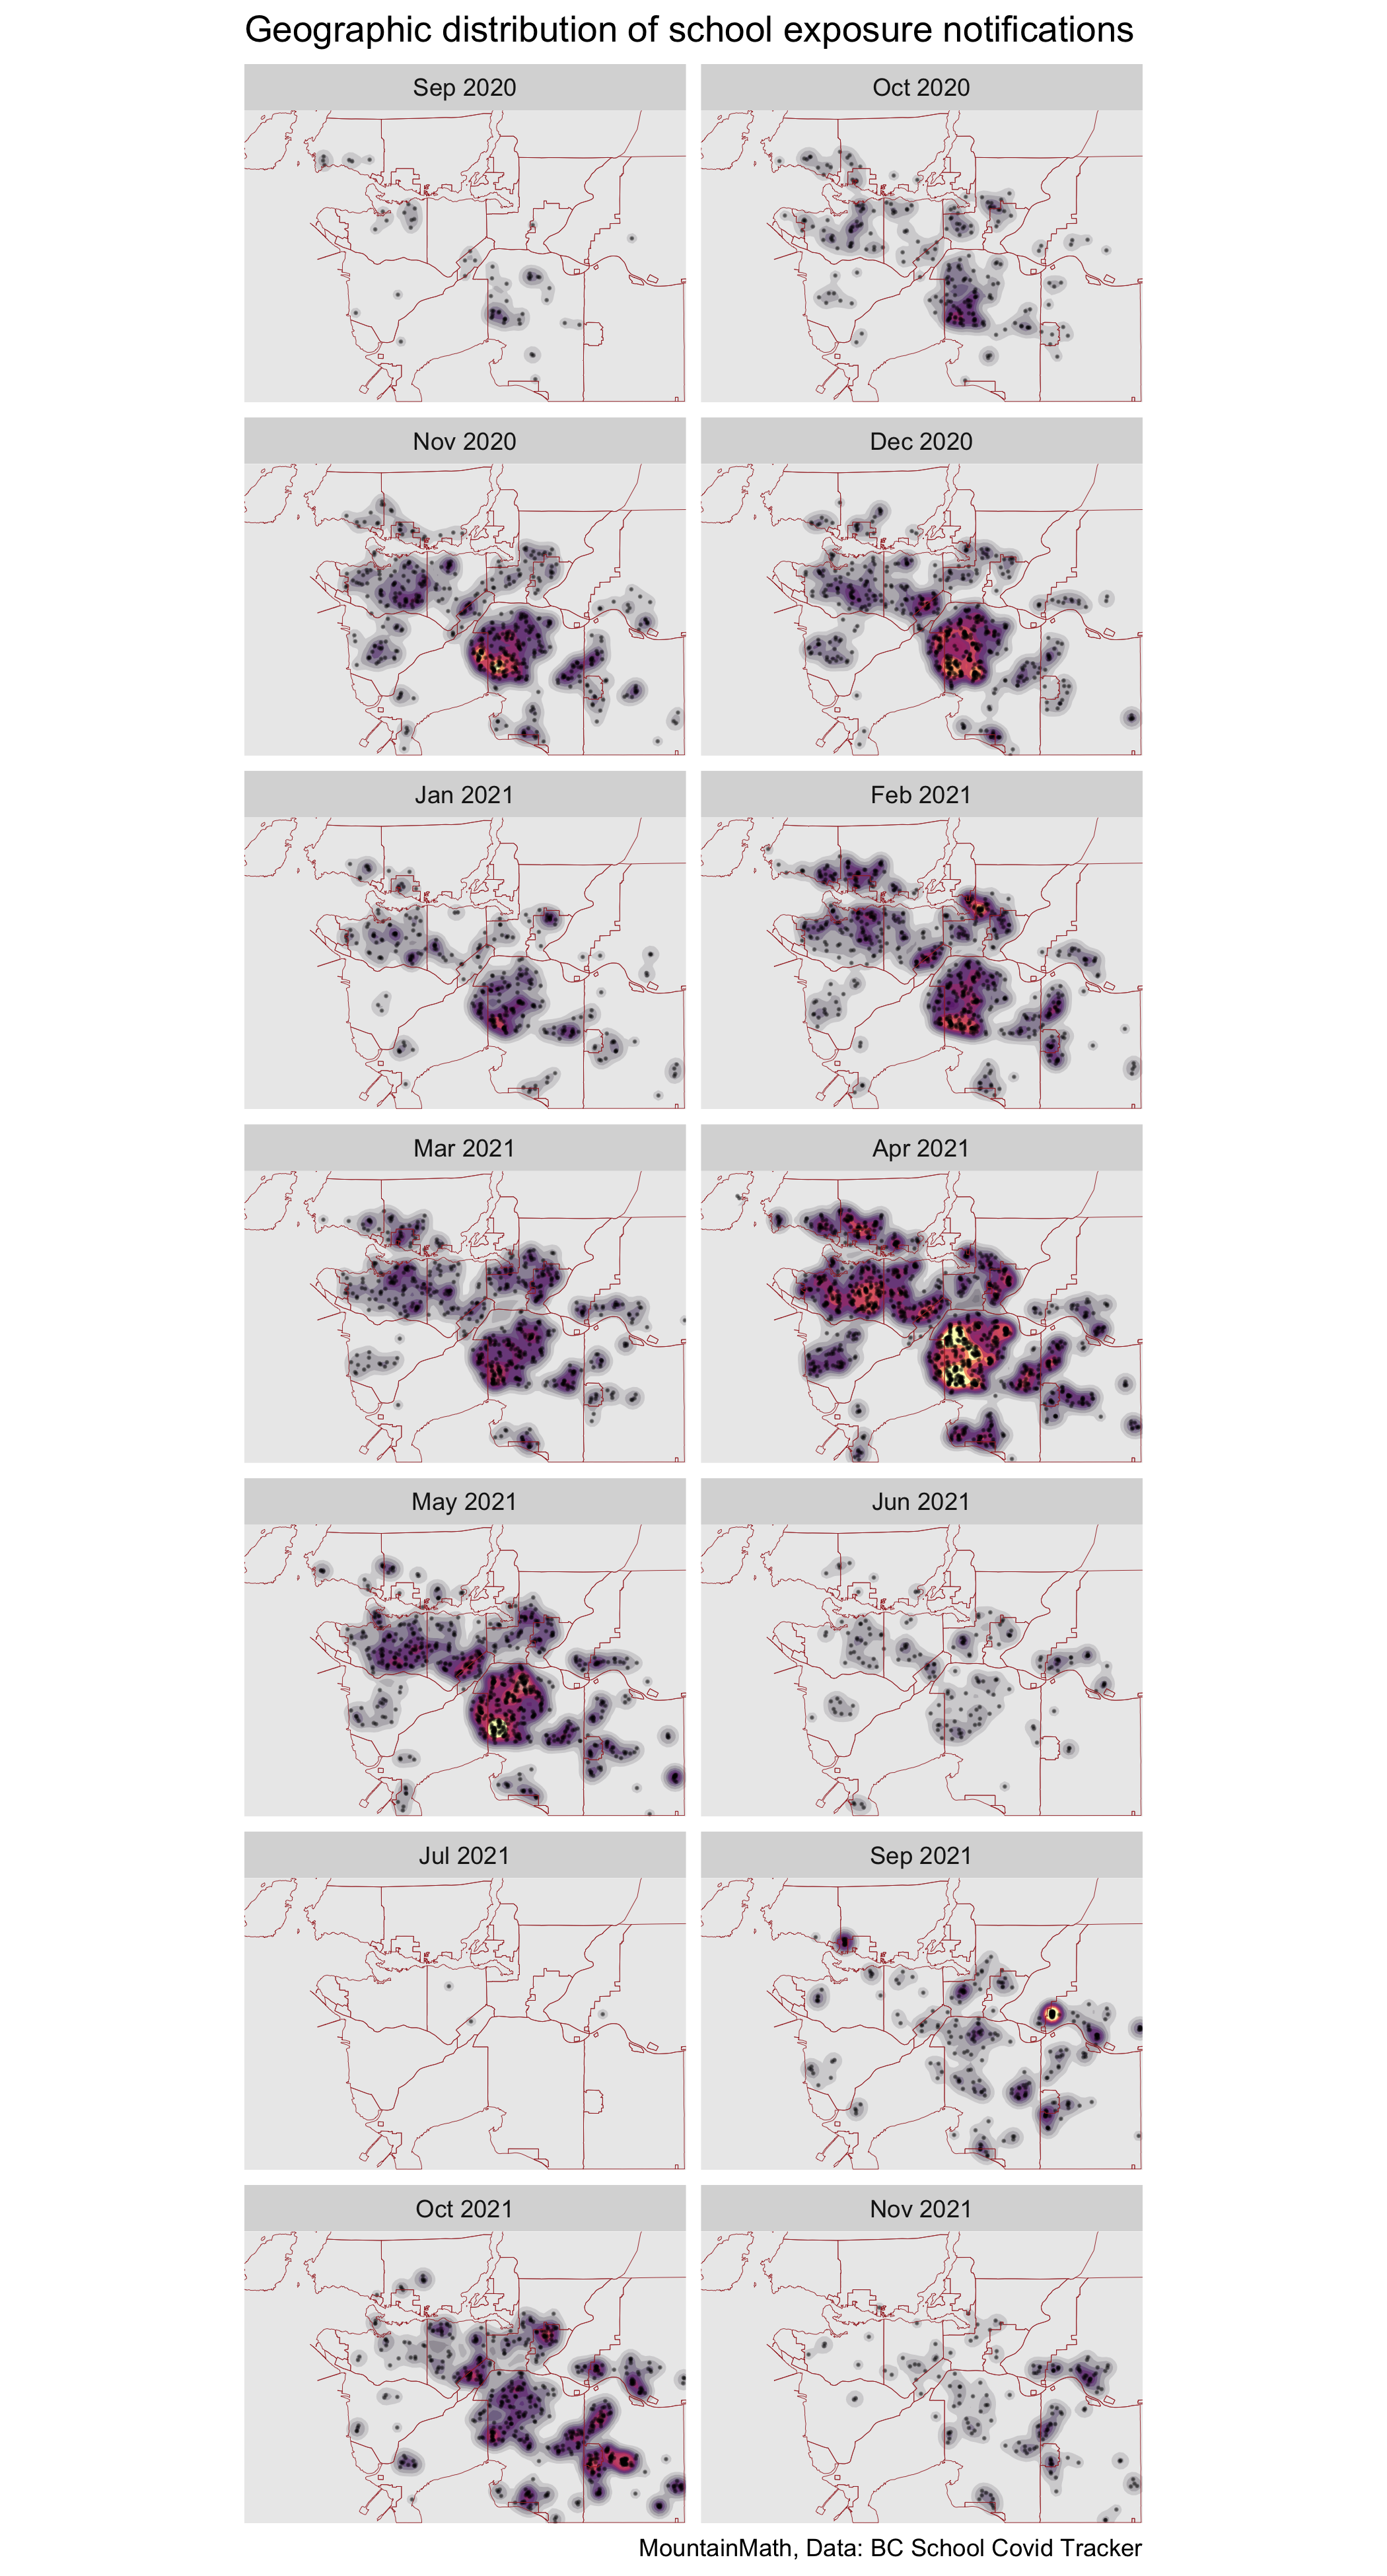 Geographic distribution of school exposure notifications
Sep 2020
Oct 2020
Nov 2020
Dec 2020
Jan 2021
Feb 2021
Mar 2021
Apr 2021
May 2021
Jun 2021
Jul 2021
Sep 2021
Oct 2021
Nov 2021
MountainMath, Data: BC School Covid Tracker